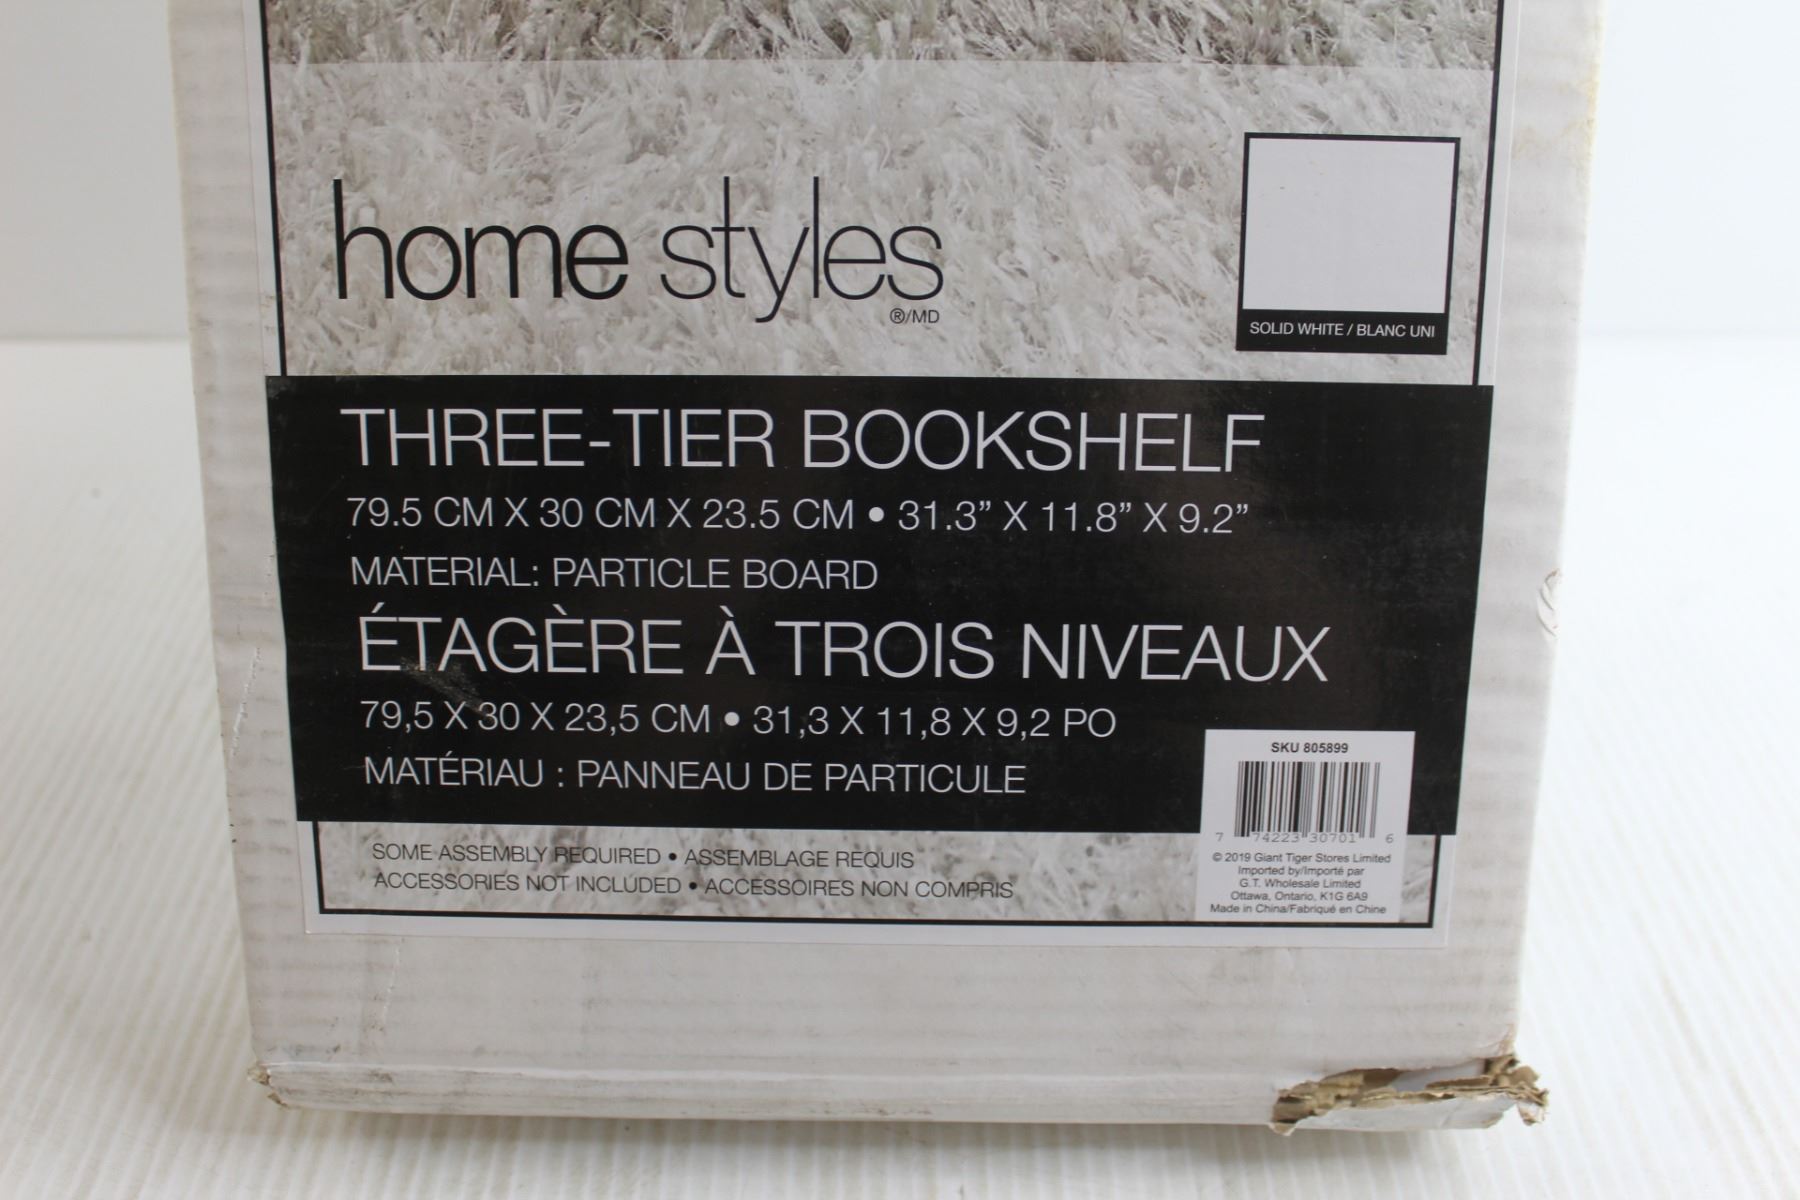 home styles
®/MD
SOLID WHITE / BLANC UNI
THREE-TIER BOOKSHELF
79.5 CM X 30 CM X 23.5 CM • 31.3” X 11.8” X 9.2”
MATERIAL: PARTICLE BOARD
ÉTAGÈRE À TROIS NIVEAUX
79,5 X 30 X 23,5 CM • 31,3 X 11,8 X 9,2 PO
MATÉRIAU : PANNEAU DE PARTICULE
SOME ASSEMBLY REQUIRED • ASSEMBLAGE REQUIS
ACCESSORIES NOT INCLUDED • ACCESSOIRES NON COMPRIS
SKU 805899
7 74223 30701 6
© 2019 Giant Tiger Stores Limited
Imported by/Importé par
G.T. Wholesale Limited
Ottawa, Ontario, K1G 6A9
Made in China/Fabriqué en Chine